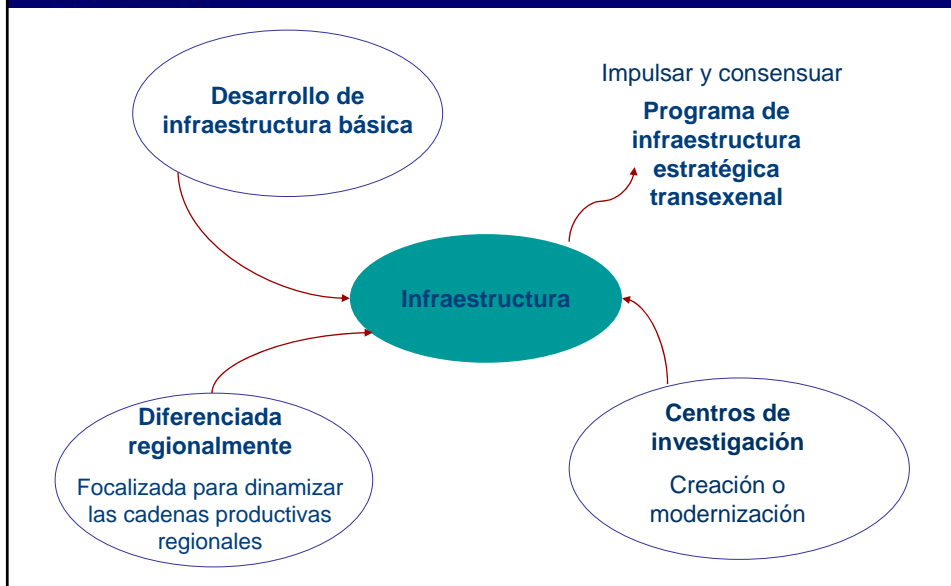 Desarrollo de
infraestructura básica
Impulsar y consensuar
Programa de
infraestructura
estratégica
transexenal
Infraestructura
Diferenciada
regionalmente
Focalizada para dinamizar
las cadenas productivas
regionales
Centros de
investigación
Creación o
modernización